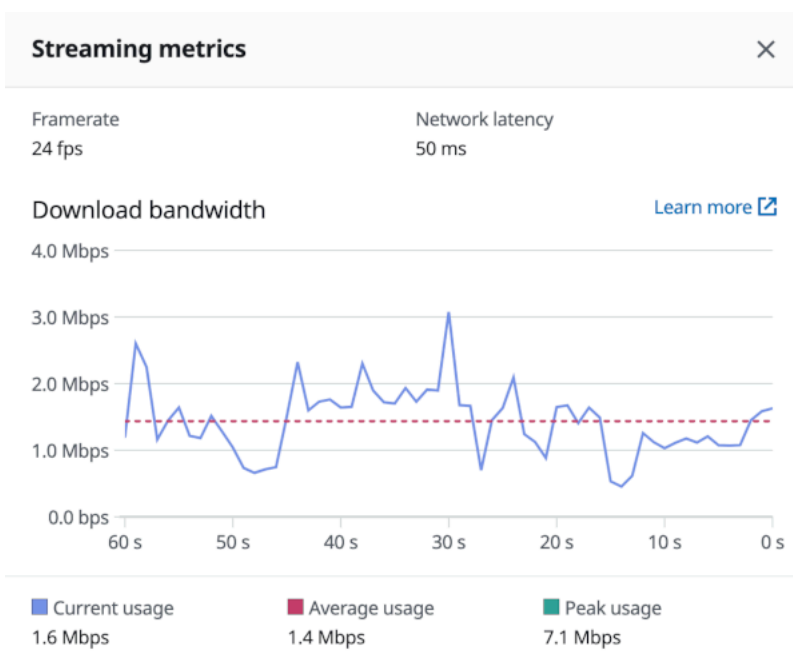 Streaming metrics
Framerate
Network latency
24 fps
50 ms
Download bandwidth
Learn more
4.0 Mbps
3.0 Mbps
2.0 Mbps
1.0 Mbps
0.0 bps
60 s
50 s
40 s
30 s
20 s
10 s
0 s
Current usage
Average usage
Peak usage
1.6 Mbps
1.4 Mbps
7.1 Mbps